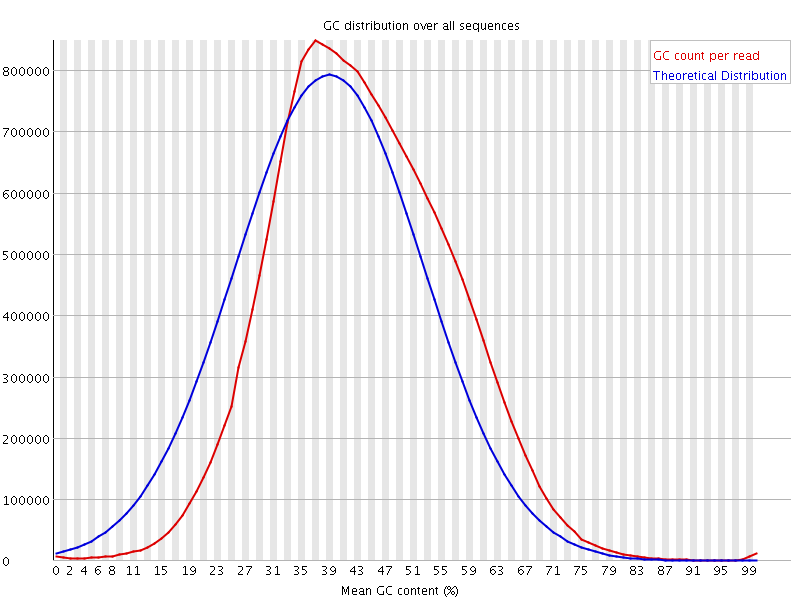 GC distribution over all sequences
GC count per read
Theoretical Distribution
800000
700000
600000
500000
400000
300000
200000
100000
0
0 2 4 6 8 11 15 19 23 27 31 35 39 43 47 51 55 59 63 67 71 75 79 83 87 91 95 99
Mean GC content (%)